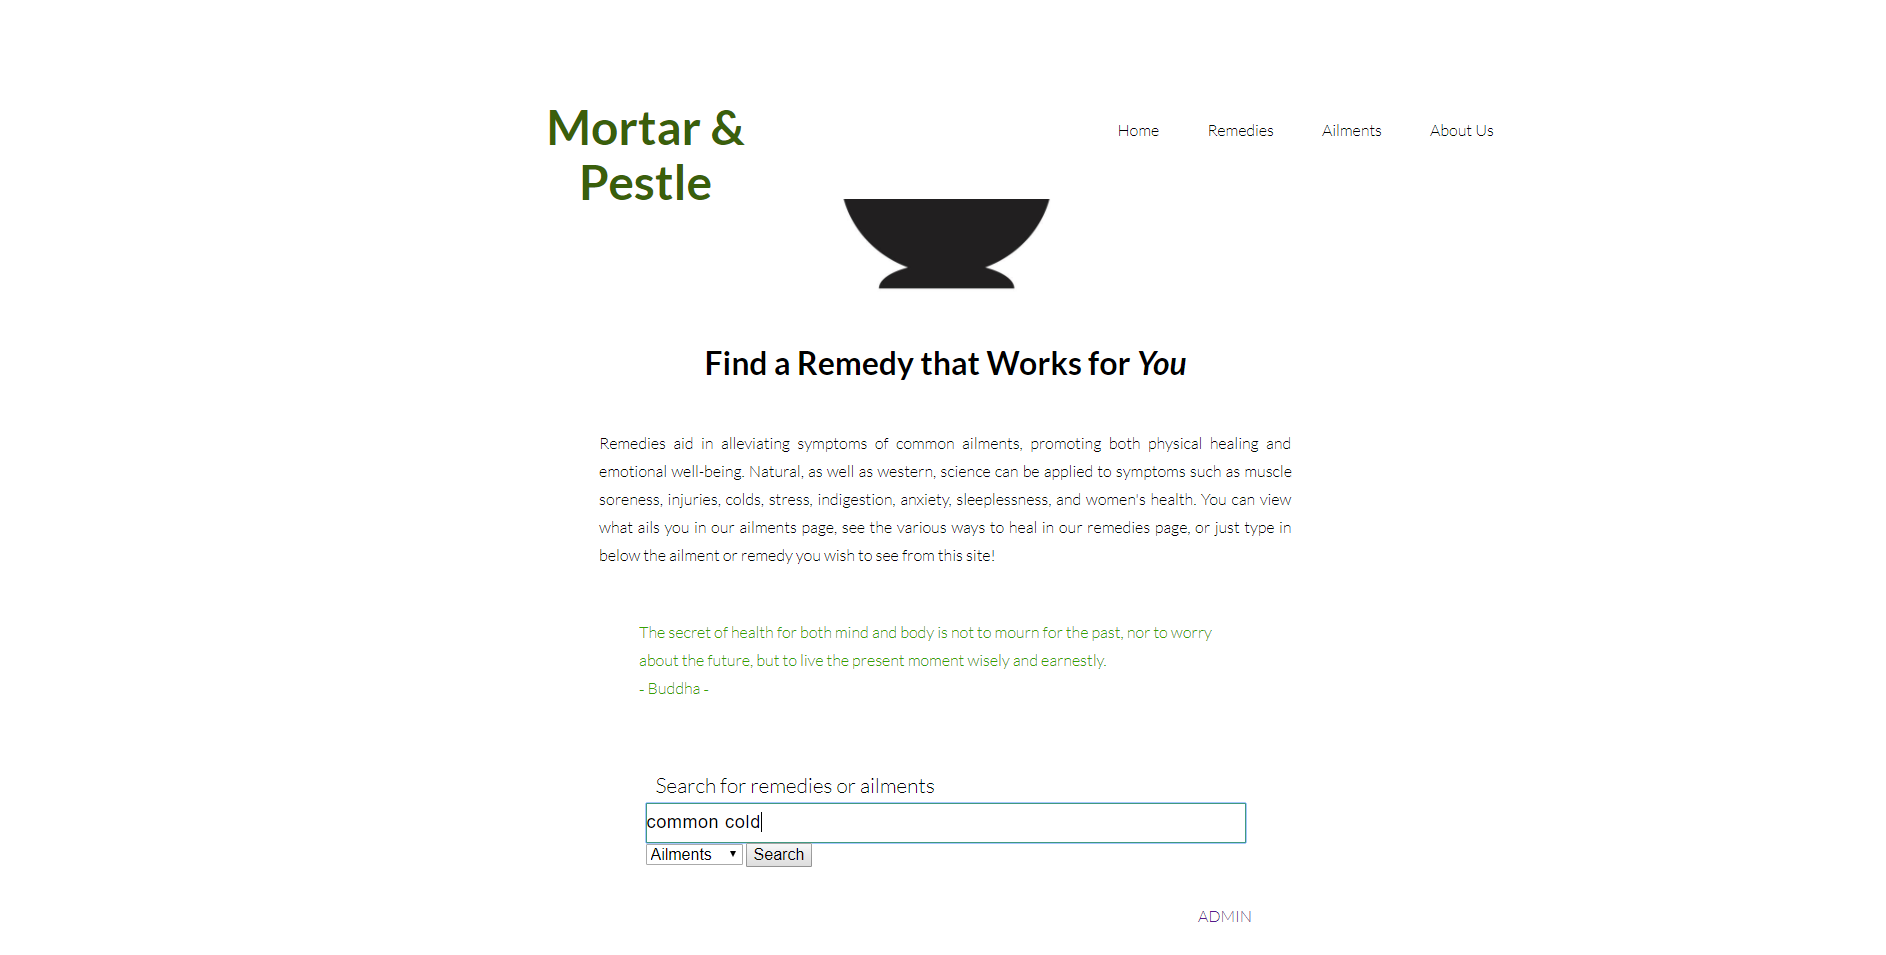 Mortar &
Pestle
Home Remedies Ailments About Us
Find a Remedy that Works for You
Remedies aid in alleviating symptoms of common ailments, promoting both physical healing and
emotional well-being. Natural, as well as western, science can be applied to symptoms such as muscle
soreness, injuries, colds, stress, indigestion, anxiety, sleeplessness, and women's health. You can view
what ails you in our ailments page, see the various ways to heal in our remedies page, or just type in
below the ailment or remedy you wish to see from this site!
The secret of health for both mind and body is not to mourn for the past, nor to worry
about the future, but to live the present moment wisely and earnestly.
- Buddha -
Search for remedies or ailments
common cold
Ailments Search
ADMIN